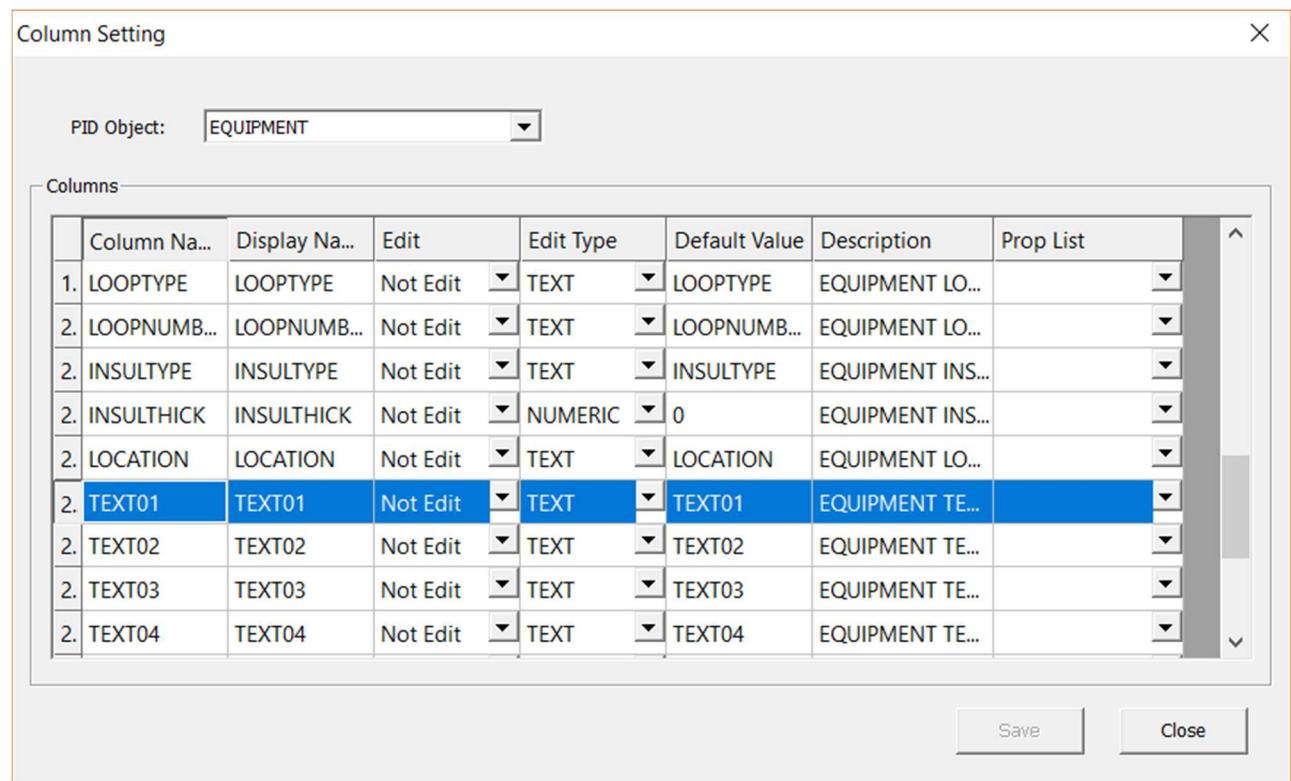 Column Setting
PID Object: EQUIPMENT
Columns
Column Na... Display Na... Edit Edit Type Default Value Description Prop List
1. LOOPTYPE LOOPTYPE Not Edit TEXT LOOPTYPE EQUIPMENT LO...
2. LOOPNUMB... LOOPNUMB... Not Edit TEXT LOOPNUMB... EQUIPMENT LO...
2. INSULTYPE INSULTYPE Not Edit TEXT INSULTYPE EQUIPMENT INS...
2. INSULTHICK INSULTHICK Not Edit NUMERIC 0 EQUIPMENT INS...
2. LOCATION LOCATION Not Edit TEXT LOCATION EQUIPMENT LO...
2. TEXT01 TEXT01 Not Edit TEXT TEXT01 EQUIPMENT TE...
2. TEXT02 TEXT02 Not Edit TEXT TEXT02 EQUIPMENT TE...
2. TEXT03 TEXT03 Not Edit TEXT TEXT03 EQUIPMENT TE...
2. TEXT04 TEXT04 Not Edit TEXT TEXT04 EQUIPMENT TE...
Save Close